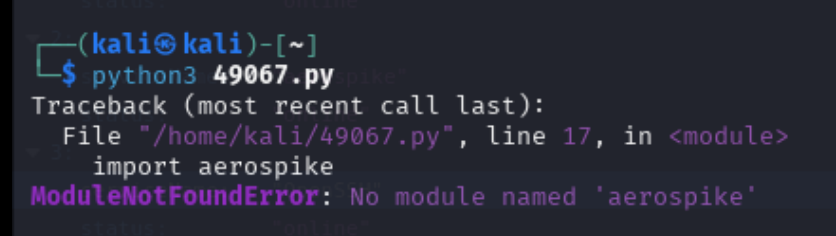 ┌──(kali㉿kali)-[~]
└─$ python3 49067.py
Traceback (most recent call last):
  File "/home/kali/49067.py", line 17, in <module>
    import aerospike
ModuleNotFoundError: No module named 'aerospike'